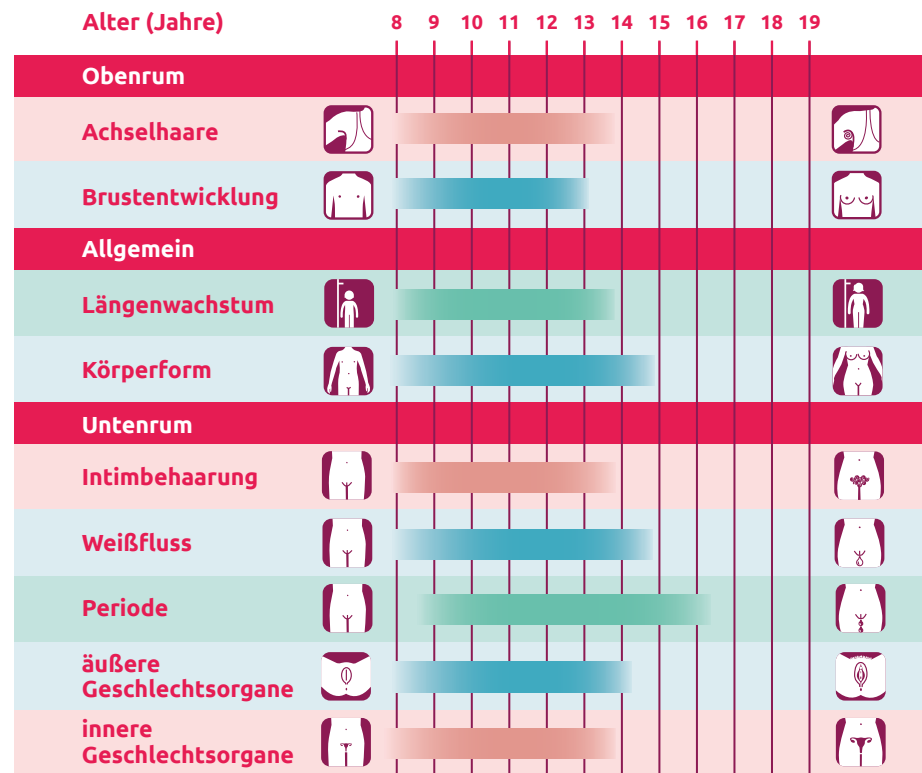 Alter (Jahre) 8 9 10 11 12 13 14 15 16 17 18 19
Obenrum
Achselhaare
Brustentwicklung
Allgemein
Längenwachstum
Körperform
Untenrum
Intimbehaarung
Weißfluss
Periode
äußere
Geschlechtsorgane
innere
Geschlechtsorgane